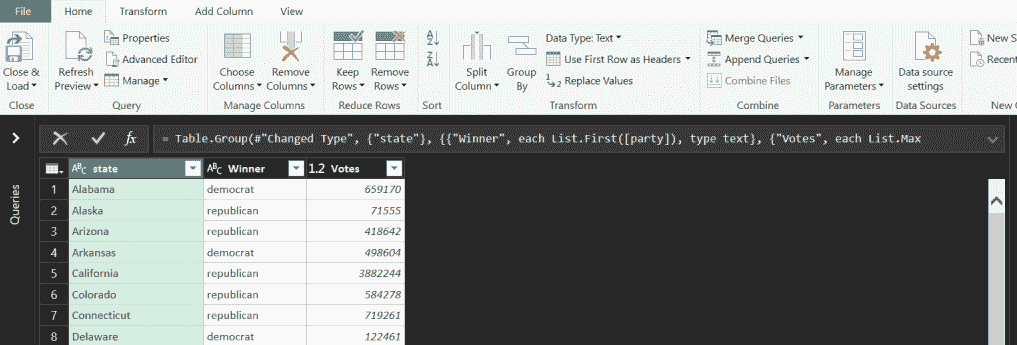 File Home Transform Add Column View
Properties Data Type: Text Merge Queries New S
Advanced Editor Use First Row as Headers Append Queries Recen
Close & Load Refresh Preview Manage Choose Columns Remove Columns Keep Rows Remove Rows Split Column Group By 1 2 Replace Values Combine Files Manage Parameters Data source settings
Close Query Manage Columns Reduce Rows Sort Transform Combine Parameters Data Sources New Q
fx = Table.Group(#"Changed Type", {"state"}, {{"Winner", each List.First([party]), type text}, {"Votes", each List.Max
Queries
ABC state ABC Winner 1.2 Votes
1 Alabama democrat 659170
2 Alaska republican 71555
3 Arizona republican 418642
4 Arkansas democrat 498604
5 California republican 3882244
6 Colorado republican 584278
7 Connecticut republican 719261
8 Delaware democrat 122461